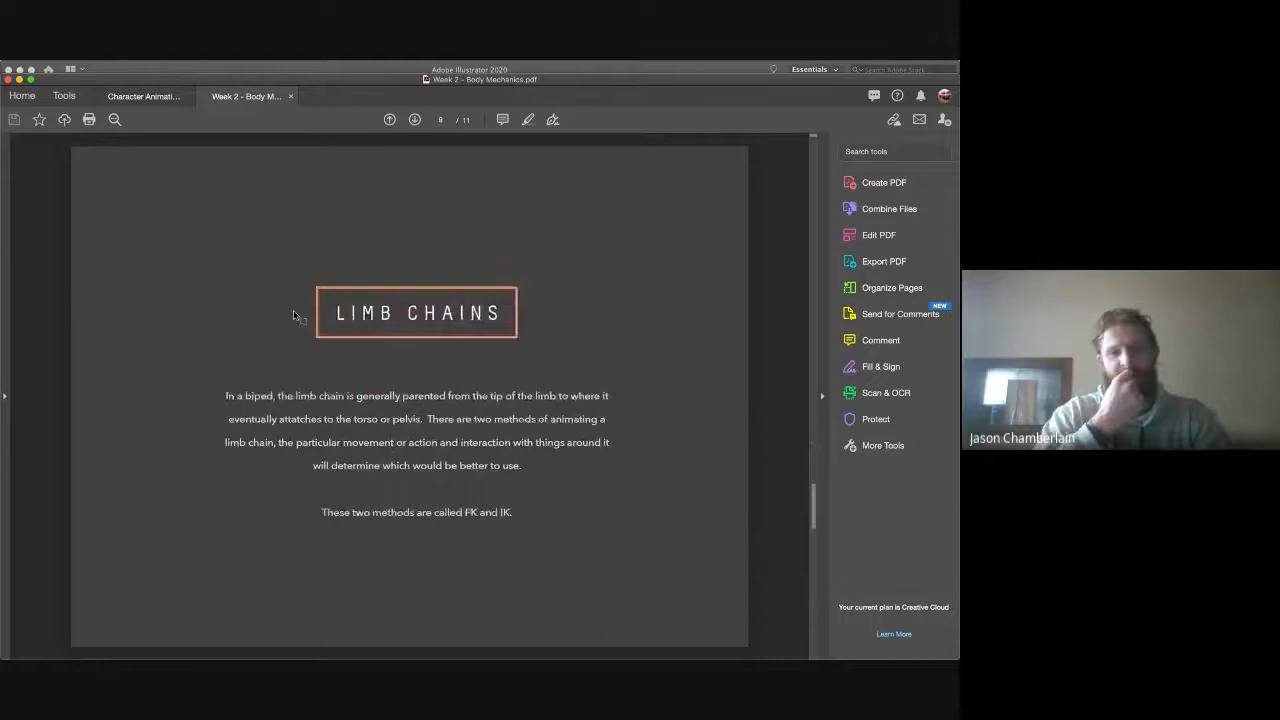 Adobe Illustrator 2020
Essentials
Search Adobe Stock
Week 2 - Body Mechanics.pdf
Home
Tools
Character Animati...
Week 2 - Body M...
9 / 11
Search tools
Create PDF
Combine Files
Edit PDF
Export PDF
Organize Pages
NEW
Send for Comments
Comment
Fill & Sign
Scan & OCR
Protect
More Tools
Your current plan is Creative Cloud
Learn More
LIMB CHAINS
In a biped, the limb chain is generally parented from the tip of the limb to where it
eventually attatches to the torso or pelvis. There are two methods of animating a
limb chain, the particular movement or action and interaction with things around it
will determine which would be better to use.
These two methods are called FK and IK.
Jason Chamberlain